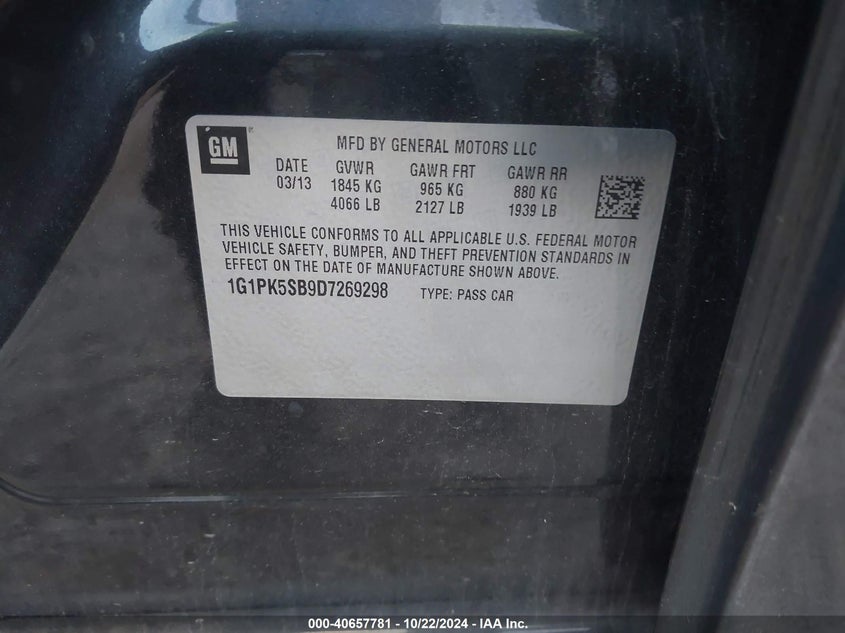 GM
MFD BY GENERAL MOTORS LLC
DATE GVWR GAWR FRT GAWR RR
03/13 1845 KG 965 KG 880 KG
4066 LB 2127 LB 1939 LB
THIS VEHICLE CONFORMS TO ALL APPLICABLE U.S. FEDERAL MOTOR
VEHICLE SAFETY, BUMPER, AND THEFT PREVENTION STANDARDS IN
EFFECT ON THE DATE OF MANUFACTURE SHOWN ABOVE.
1G1PK5SB9D7269298 TYPE: PASS CAR
000-40657781 - 10/22/2024 - IAA Inc.